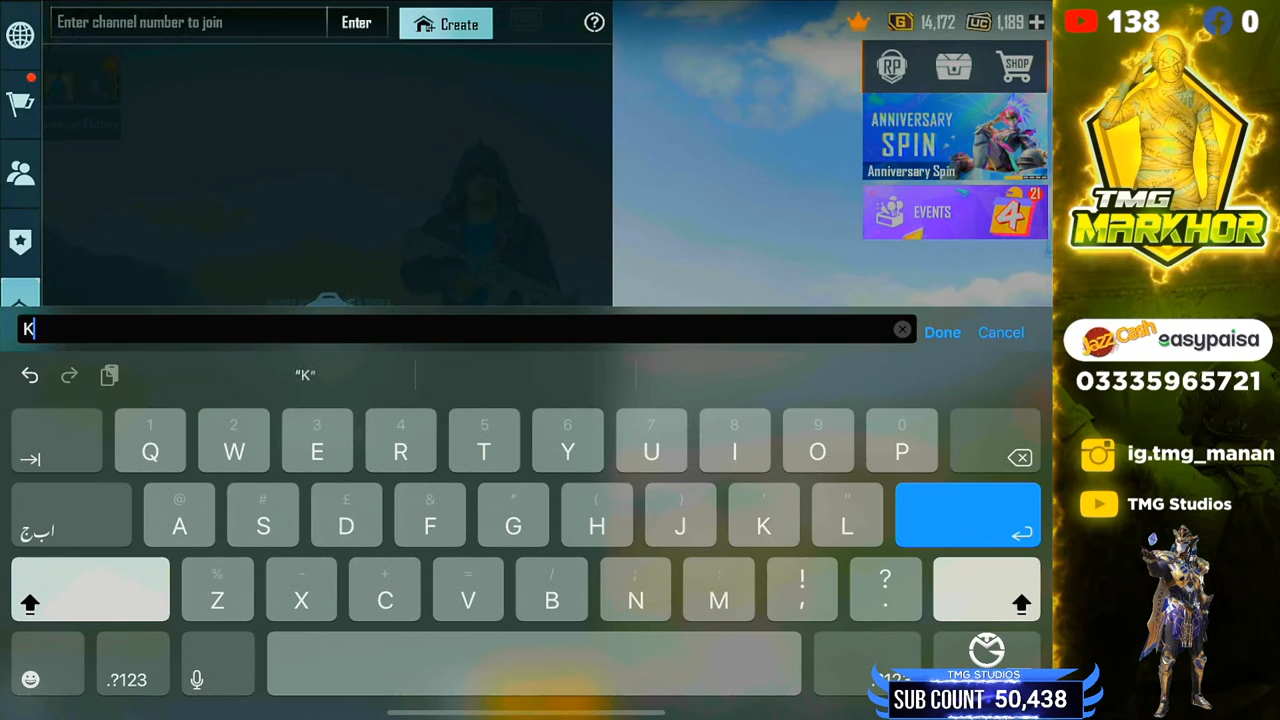 Enter channel number to join
Enter
Create
?
14,172
UC
1,189
138
0
RP
SHOP
ANNIVERSARY
SPIN
Anniversary Spin
EVENTS
21
4
TMG
MARKHOR
K
Done
Cancel
"K"
JazzCash
easypaisa
03335965721
ig.tmg_manan
TMG Studios
1 2 3 4 5 6 7 8 9 0
Q W E R T Y U I O P
@ # £ & * ( ) ' "
ا ب ج
A S D F G H J K L
% - + = / ; : ! ?
Z X C V B N M , .
.?123
TMG STUDIOS
SUB COUNT 50,438